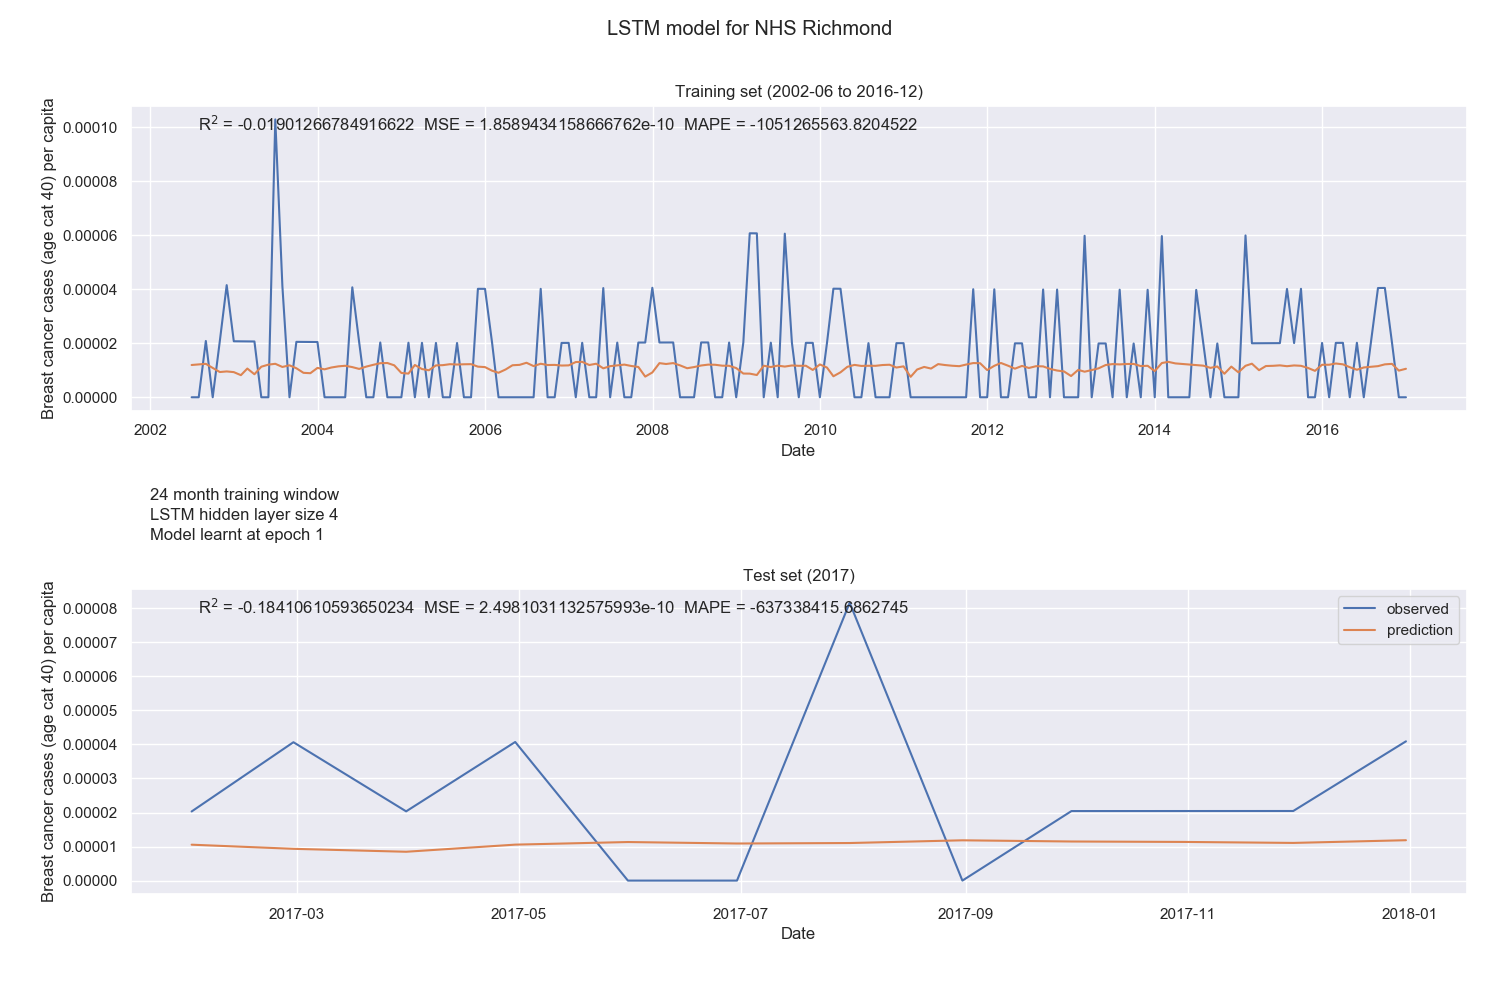 LSTM model for NHS Richmond
Training set (2002-06 to 2016-12)
R² = -0.01901266784916622 MSE = 1.8589434158666762e-10 MAPE = -1051265563.8204522
Breast cancer cases (age cat 40) per capita
0.00010
0.00008
0.00006
0.00004
0.00002
0.00000
2002 2004 2006 2008 2010 2012 2014 2016
Date
24 month training window
LSTM hidden layer size 4
Model learnt at epoch 1
Test set (2017)
R² = -0.18410610593650234 MSE = 2.4981031132575993e-10 MAPE = -637338415.6862745
observed
prediction
Breast cancer cases (age cat 40) per capita
0.00008
0.00007
0.00006
0.00005
0.00004
0.00003
0.00002
0.00001
0.00000
2017-03 2017-05 2017-07 2017-09 2017-11 2018-01
Date